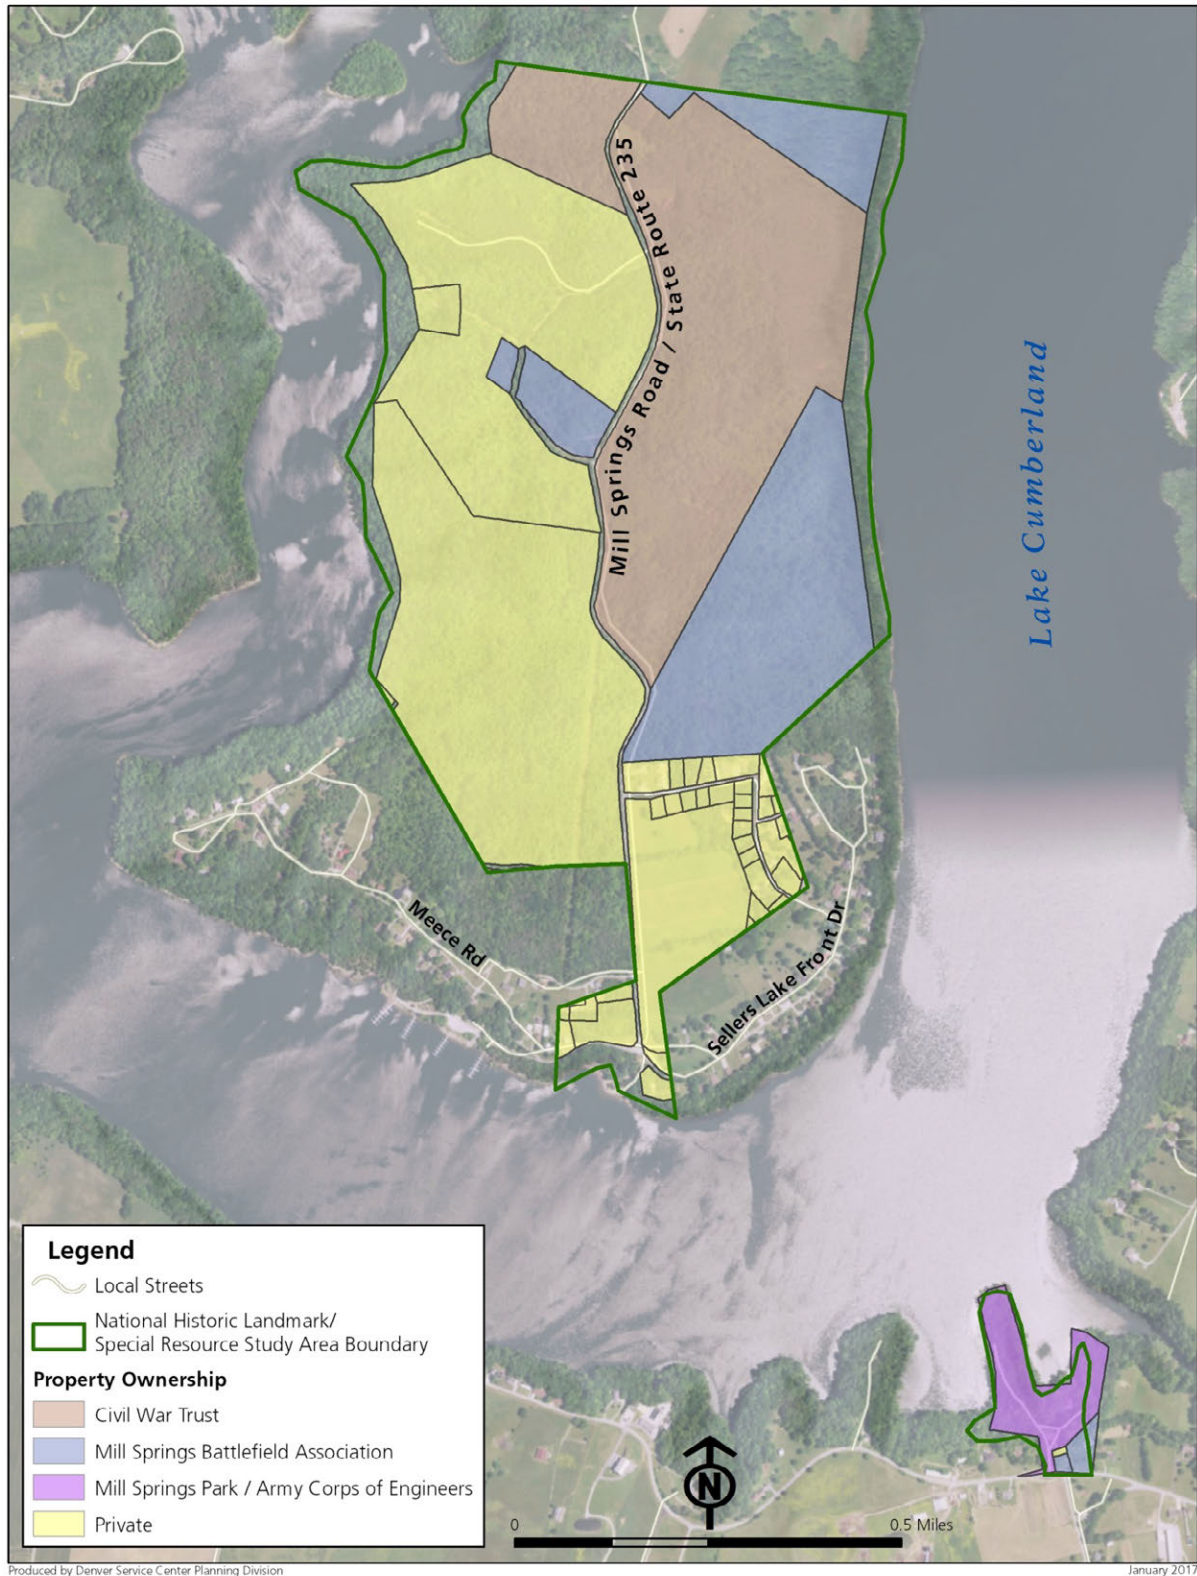 Mill Springs Road / State Route 235
Lake Cumberland
Meece Rd
Sellers Lake Front Dr
Legend
Local Streets
National Historic Landmark/
Special Resource Study Area Boundary
Property Ownership
Civil War Trust
Mill Springs Battlefield Association
Mill Springs Park / Army Corps of Engineers
Private
N
0
0.5 Miles
Produced by Denver Service Center Planning Division
January 2017